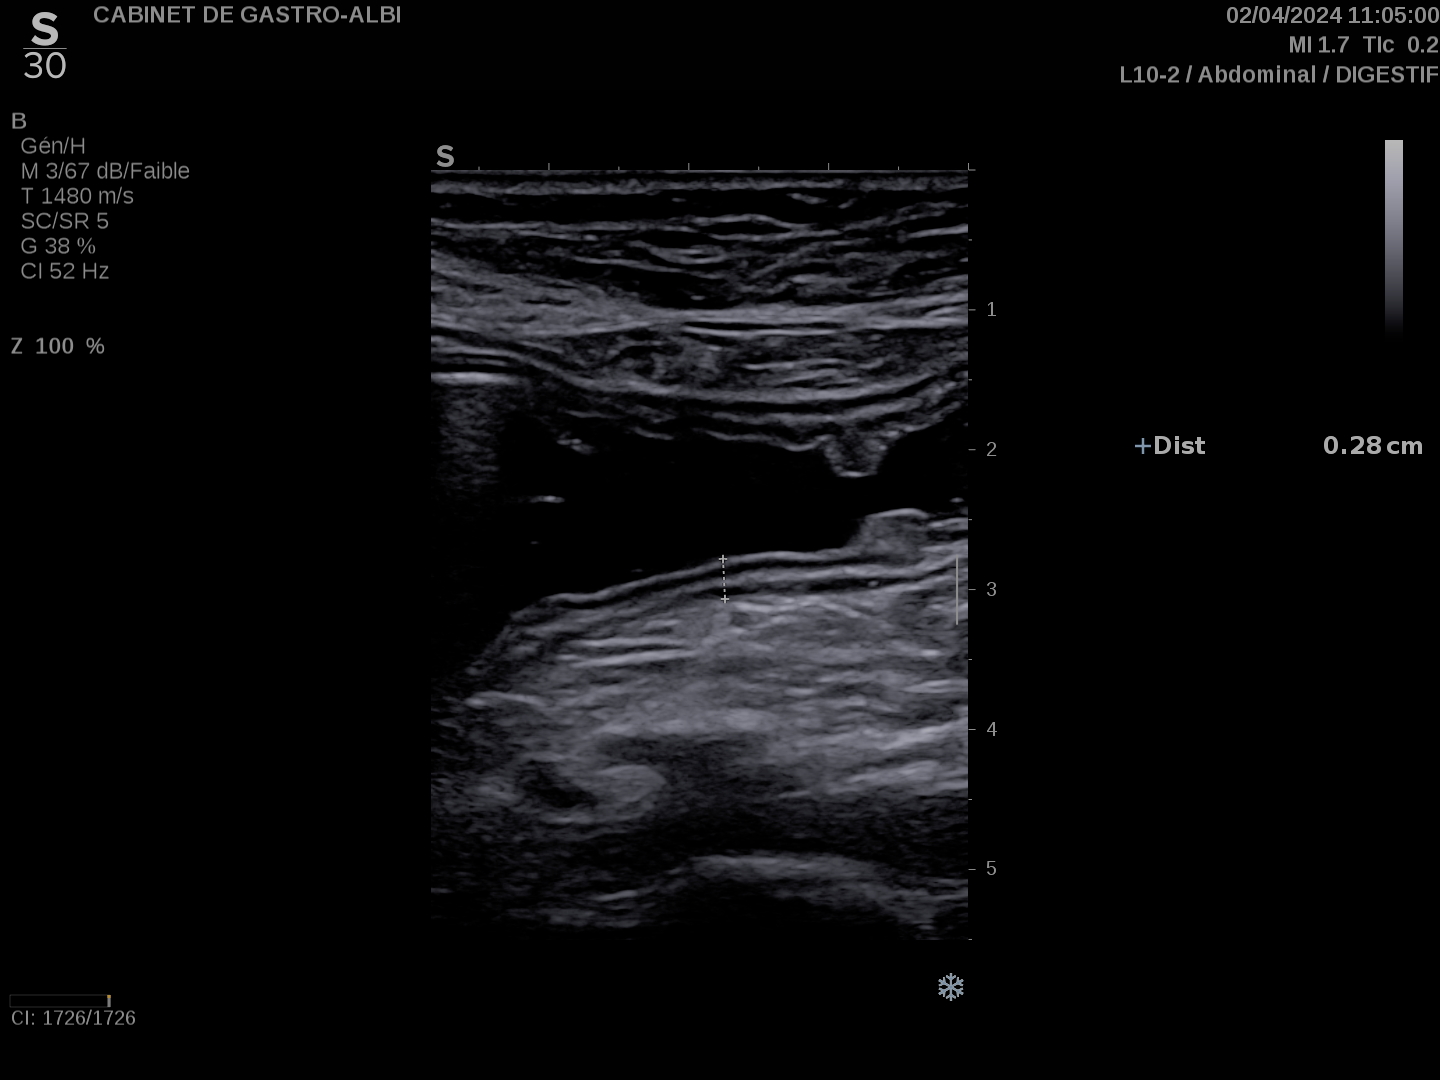 S
30
CABINET DE GASTRO-ALBI
02/04/2024 11:05:00
MI 1.7 TIc 0.2
L10-2 / Abdominal / DIGESTIF
B
Gén/H
M 3/67 dB/Faible
T 1480 m/s
SC/SR 5
G 38 %
CI 52 Hz
Z 100 %
S
1
2
3
4
5
+Dist 0.28 cm
CI: 1726/1726